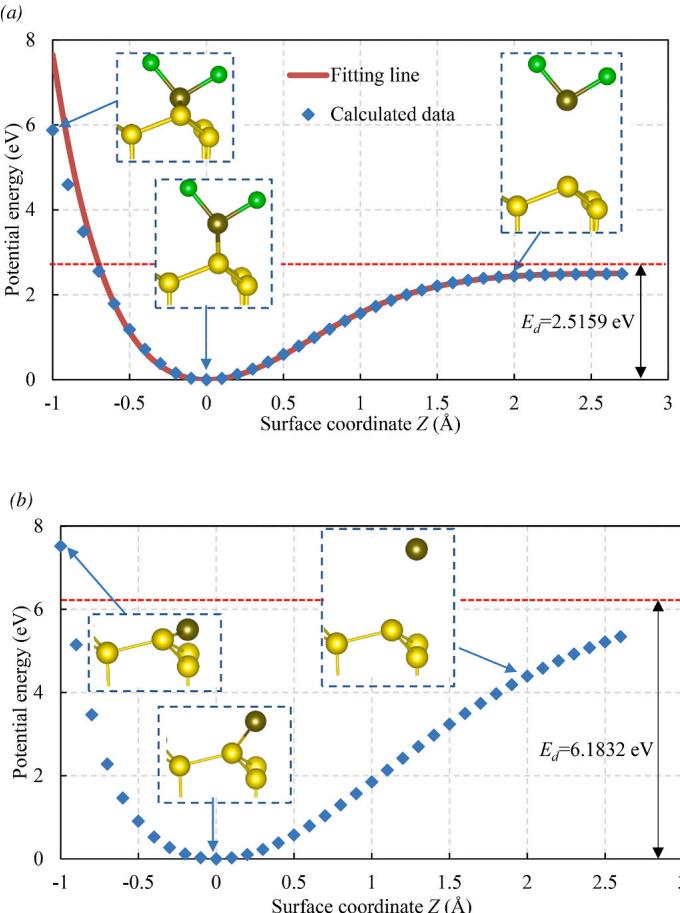 (a)
8
6
4
2
0
Potential energy (eV)
Fitting line
Calculated data
E_d=2.5159 eV
-1 -0.5 0 0.5 1 1.5 2 2.5 3
Surface coordinate Z (Å)
(b)
8
6
4
2
0
Potential energy (eV)
E_d=6.1832 eV
-1 -0.5 0 0.5 1 1.5 2 2.5
Surface coordinate Z (Å)